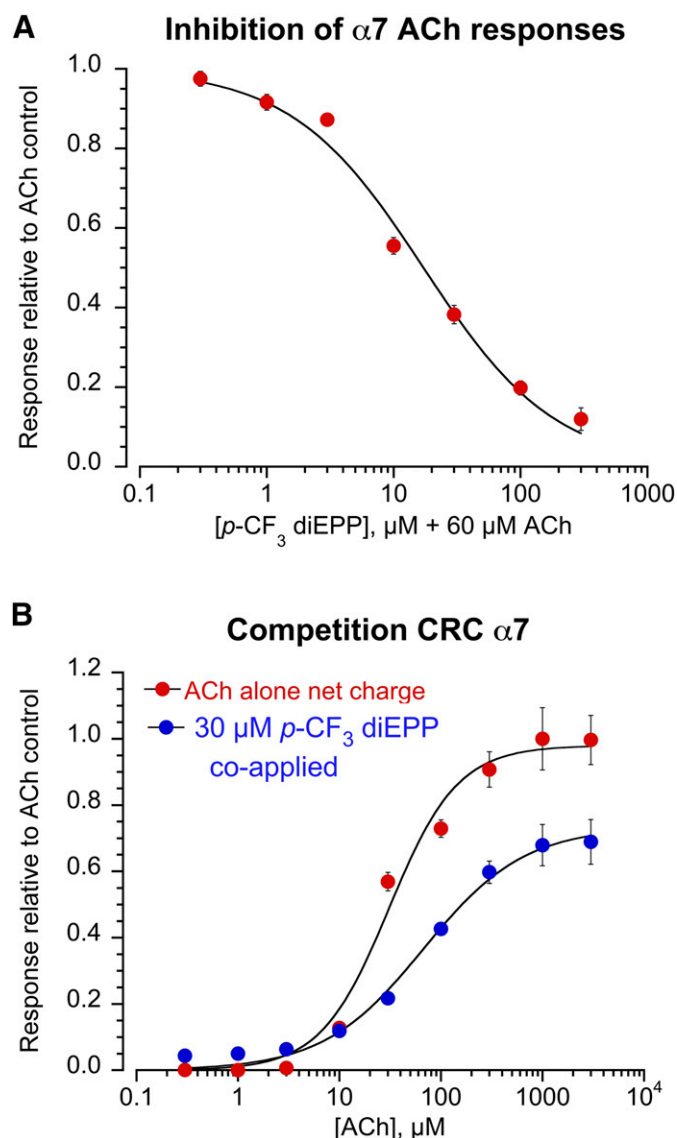 A
Inhibition of α7 ACh responses
Response relative to ACh control
1.0
0.8
0.6
0.4
0.2
0.0
0.1 1 10 100 1000
[p-CF₃ diEPP], μM + 60 μM ACh
B
Competition CRC α7
Response relative to ACh control
1.2
1.0
0.8
0.6
0.4
0.2
0.0
ACh alone net charge
30 μM p-CF₃ diEPP
co-applied
0.1 1 10 100 1000 10⁴
[ACh], μM